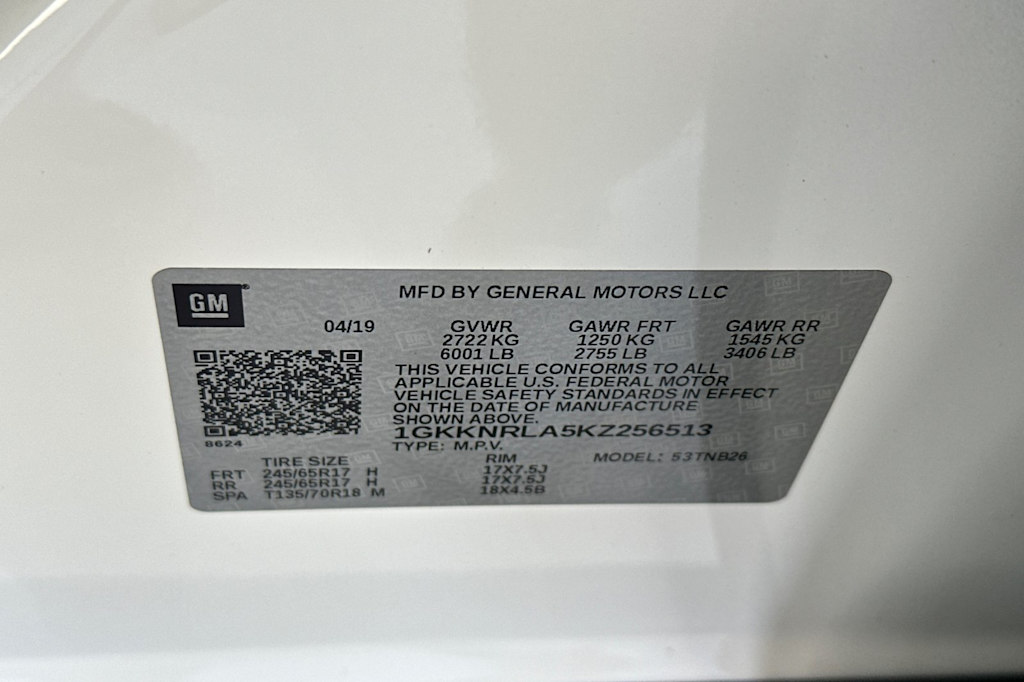 GM
MFD BY GENERAL MOTORS LLC
04/19 GVWR GAWR FRT GAWR RR
2722 KG 1250 KG 1545 KG
6001 LB 2755 LB 3406 LB
THIS VEHICLE CONFORMS TO ALL
APPLICABLE U.S. FEDERAL MOTOR
VEHICLE SAFETY STANDARDS IN EFFECT
ON THE DATE OF MANUFACTURE
SHOWN ABOVE.
8624
1GKKNRLA5KZ256513
TYPE: M.P.V.
TIRE SIZE RIM MODEL: 53TNB26
FRT 245/65R17 H 17X7.5J
RR 245/65R17 H 17X7.5J
SPA T135/70R18 M 18X4.5B